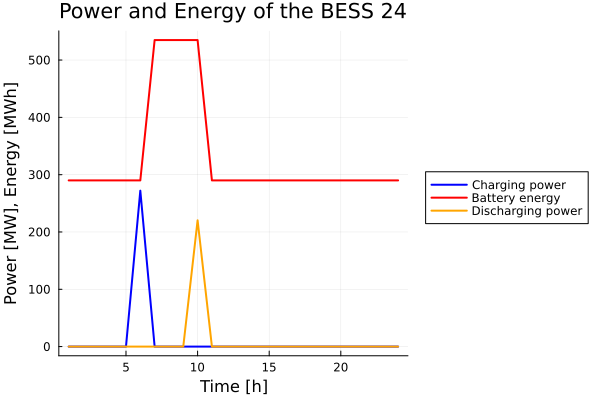 Power and Energy of the BESS 24
Power [MW], Energy [MWh]
500
400
300
200
100
0
5
10
15
20
Time [h]
Charging power
Battery energy
Discharging power